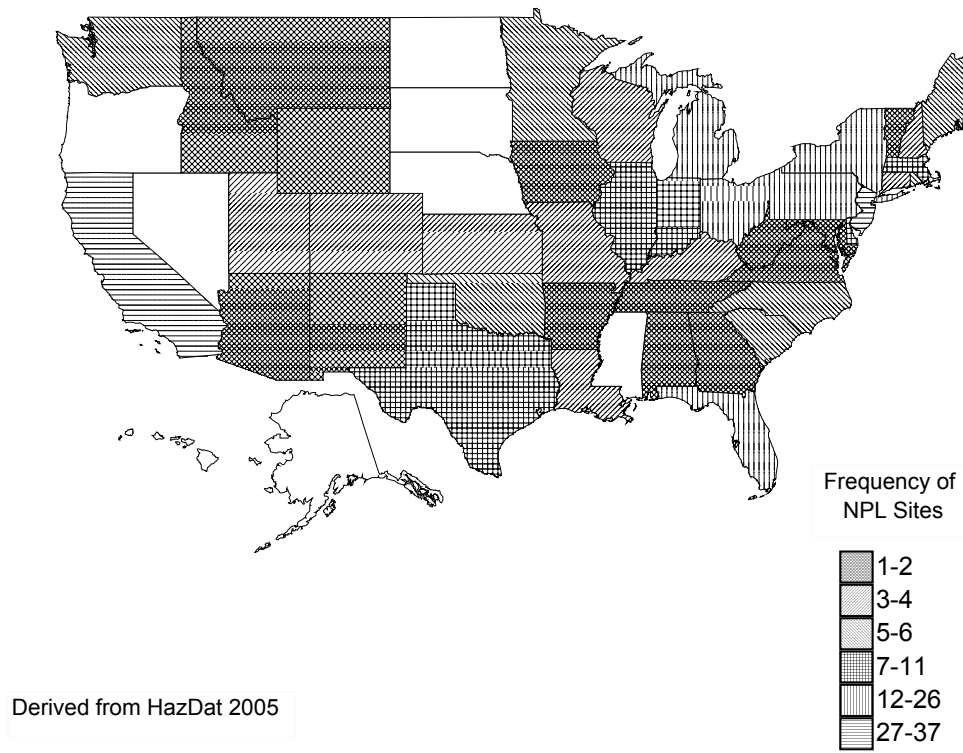 Frequency of
NPL Sites
1-2
3-4
5-6
7-11
12-26
27-37
Derived from HazDat 2005